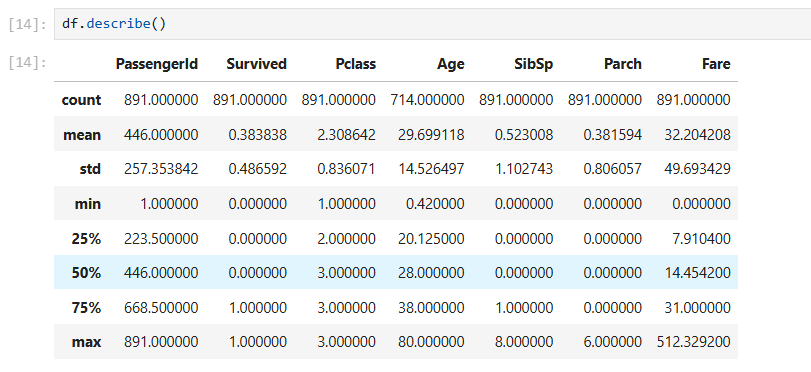 [14]: df.describe()
[14]: PassengerId Survived Pclass Age SibSp Parch Fare
count 891.000000 891.000000 891.000000 714.000000 891.000000 891.000000 891.000000
mean 446.000000 0.383838 2.308642 29.699118 0.523008 0.381594 32.204208
std 257.353842 0.486592 0.836071 14.526497 1.102743 0.806057 49.693429
min 1.000000 0.000000 1.000000 0.420000 0.000000 0.000000 0.000000
25% 223.500000 0.000000 2.000000 20.125000 0.000000 0.000000 7.910400
50% 446.000000 0.000000 3.000000 28.000000 0.000000 0.000000 14.454200
75% 668.500000 1.000000 3.000000 38.000000 1.000000 0.000000 31.000000
max 891.000000 1.000000 3.000000 80.000000 8.000000 6.000000 512.329200